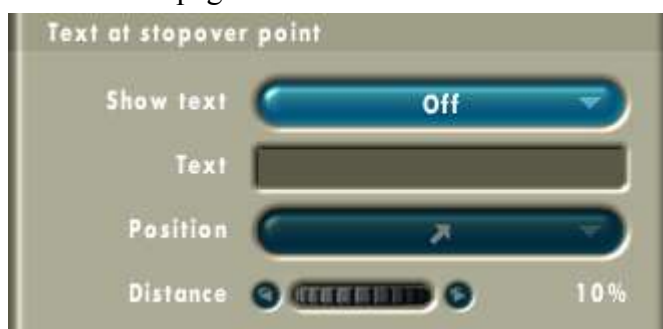 Text at stopover point
Show text Off
Text
Position
Distance 10%